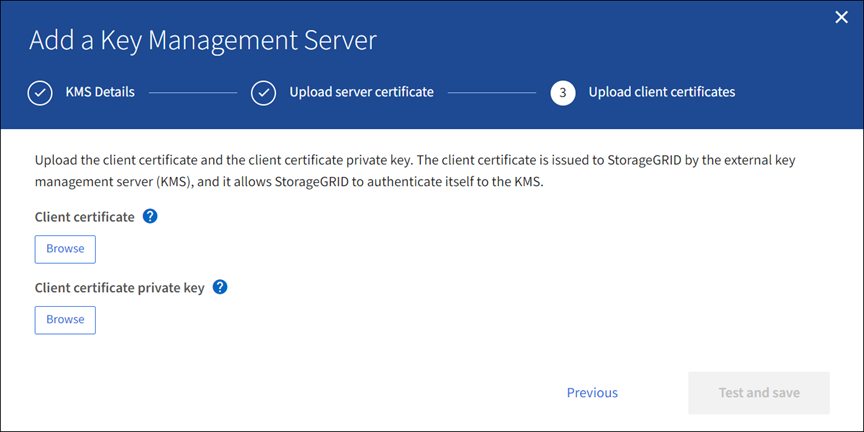 Add a Key Management Server
KMS Details
Upload server certificate
3
Upload client certificates
Upload the client certificate and the client certificate private key. The client certificate is issued to StorageGRID by the external key
management server (KMS), and it allows StorageGRID to authenticate itself to the KMS.
Client certificate ?
Browse
Client certificate private key ?
Browse
Previous
Test and save